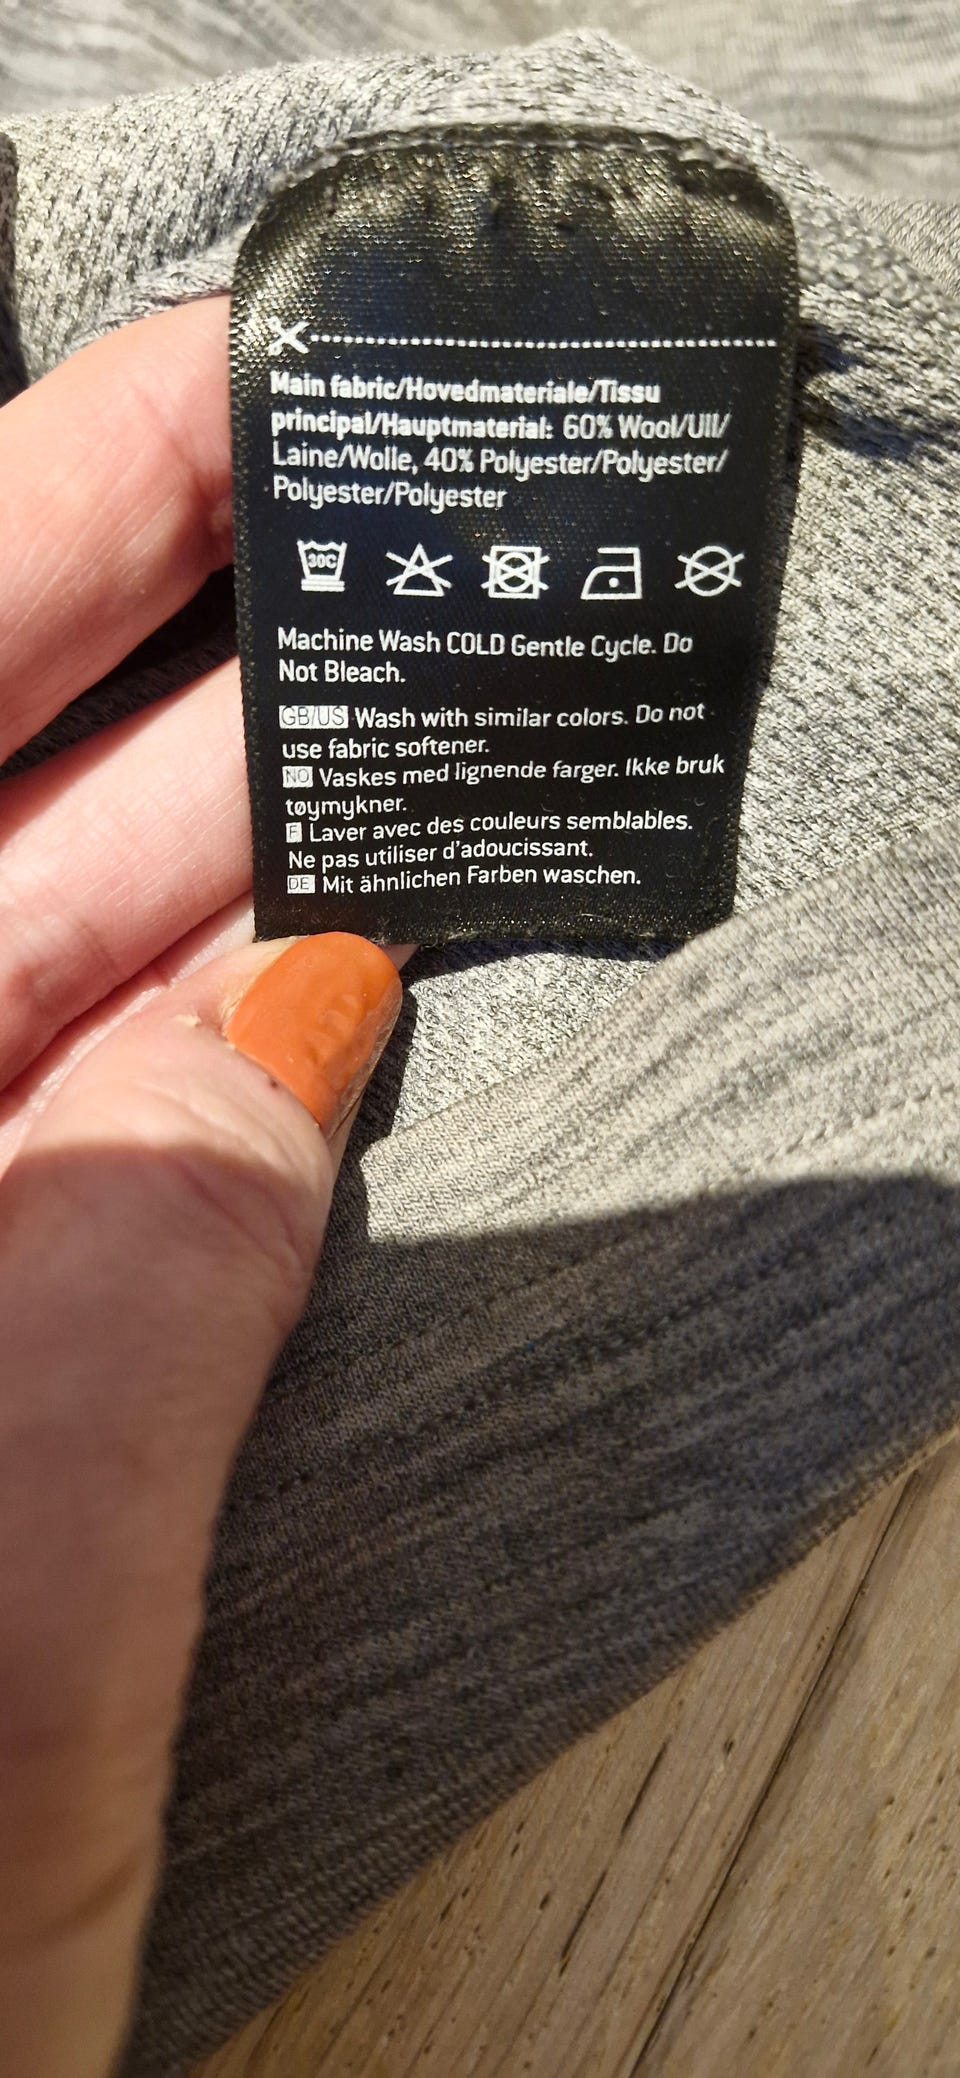 Main fabric/Hovedmateriale/Tissu
principal/Hauptmaterial: 60% Wool/Ull/
Laine/Wolle, 40% Polyester/Polyester/
Polyester/Polyester
30C
Machine Wash COLD Gentle Cycle. Do
Not Bleach.
GB/US Wash with similar colors. Do not
use fabric softener.
NO Vaskes med lignende farger. Ikke bruk
tøymykner.
F Laver avec des couleurs semblables.
Ne pas utiliser d'adoucissant.
DE Mit ähnlichen Farben waschen.